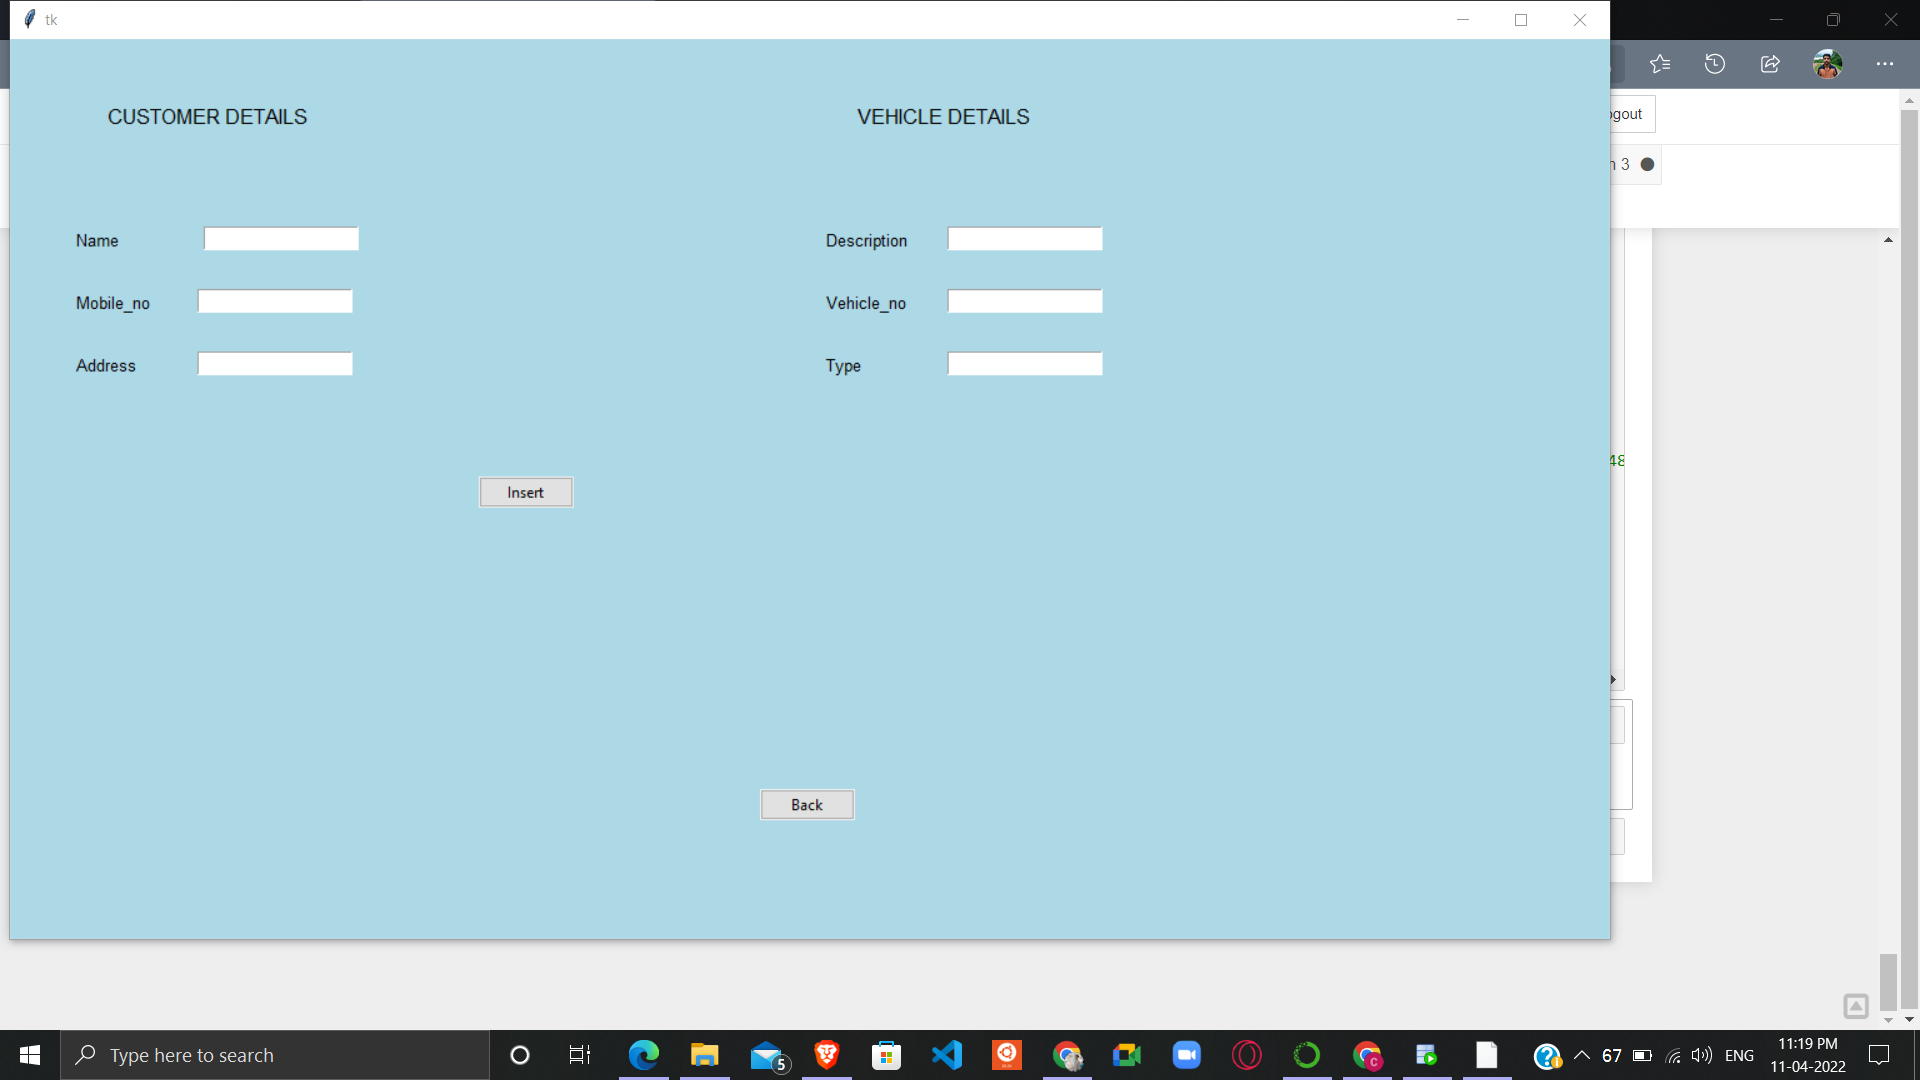 tk
CUSTOMER DETAILS
VEHICLE DETAILS
ogout
3
Name
Description
Mobile_no
Vehicle_no
Address
Type
48
Insert
Back
Type here to search
5
67
ENG
11:19 PM
11-04-2022